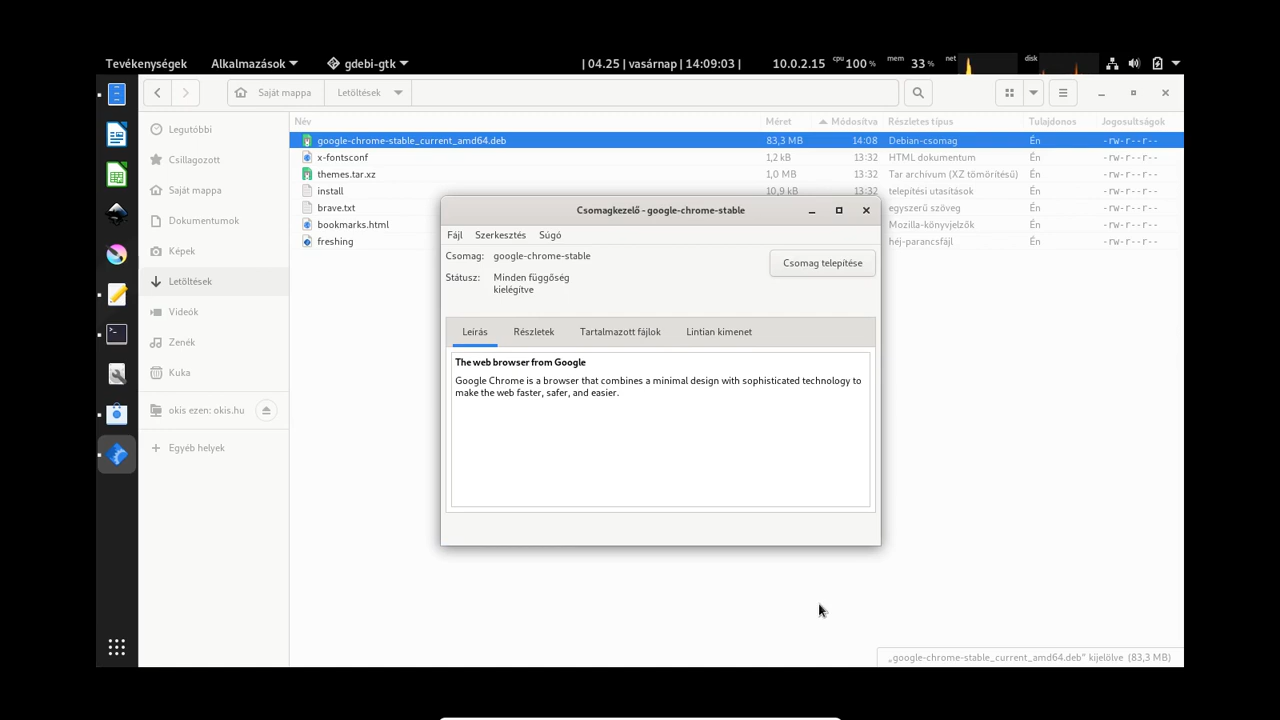 Tevékenységek Alkalmazások gdebi-gtk | 04.25 | vasárnap | 14:09:03 | 10.0.2.15 cpu 100 % mem 33 % net disk
Saját mappa Letöltések
Név Méret Módosítva Részletes típus Tulajdonos Jogosultságok
google-chrome-stable_current_amd64.deb 83,3 MB 14:08 Debian-csomag Én -rw-r--r--
x-fontsconf 1,2 kB 13:32 HTML dokumentum Én -rw-r--r--
themes.tar.xz 1,0 MB 13:32 Tar archívum (XZ tömörítésű) Én -rw-r--r--
install 10,9 kB 13:32 telepítési utasítások Én -rw-r--r--
brave.txt egyszerű szöveg Én -rw-r--r--
bookmarks.html Mozilla-könyvjelzők Én -rw-r--r--
freshing héj-parancsfájl Én -rw-r--r--
Legutóbbi
Csillagozott
Saját mappa
Dokumentumok
Képek
Letöltések
Videók
Zenék
Kuka
okis ezen: okis.hu
Egyéb helyek
Csomagkezelő - google-chrome-stable
Fájl Szerkesztés Súgó
Csomag: google-chrome-stable
Csomag telepítése
Státusz: Minden függőség
kielégítve
Leírás Részletek Tartalmazott fájlok Lintian kimenet
The web browser from Google
Google Chrome is a browser that combines a minimal design with sophisticated technology to
make the web faster, safer, and easier.
„google-chrome-stable_current_amd64.deb” kijelölve (83,3 MB)